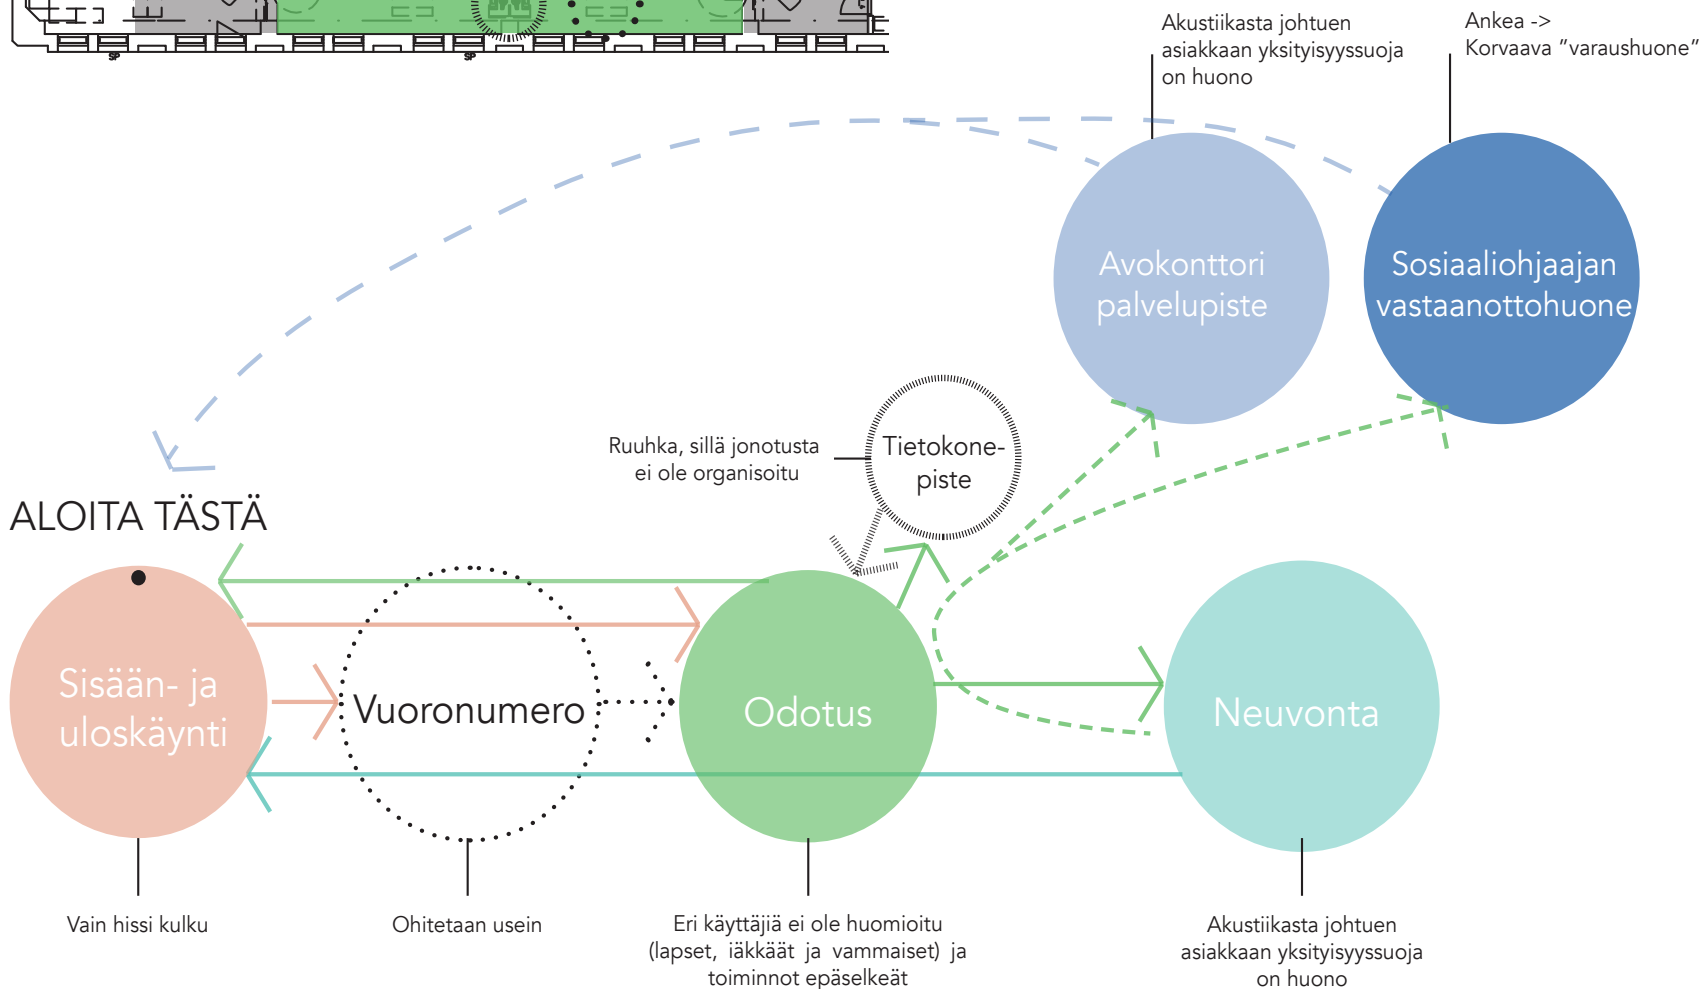 SP
SP
Akustiikasta johtuen
asiakkaan yksityisyyssuoja
on huono
Ankea ->
Korvaava ”varaushuone”
Avokonttori
palvelupiste
Sosiaaliohjaajan
vastaanottohuone
Ruuhka, sillä jonotusta
ei ole organisoitu
Tietokone-
piste
ALOITA TÄSTÄ
Sisään- ja
uloskäynti
Vuoronumero
Odotus
Neuvonta
Vain hissi kulku
Ohitetaan usein
Eri käyttäjiä ei ole huomioitu
(lapset, iäkkäät ja vammaiset) ja
toiminnot epäselkeät
Akustiikasta johtuen
asiakkaan yksityisyyssuoja
on huono